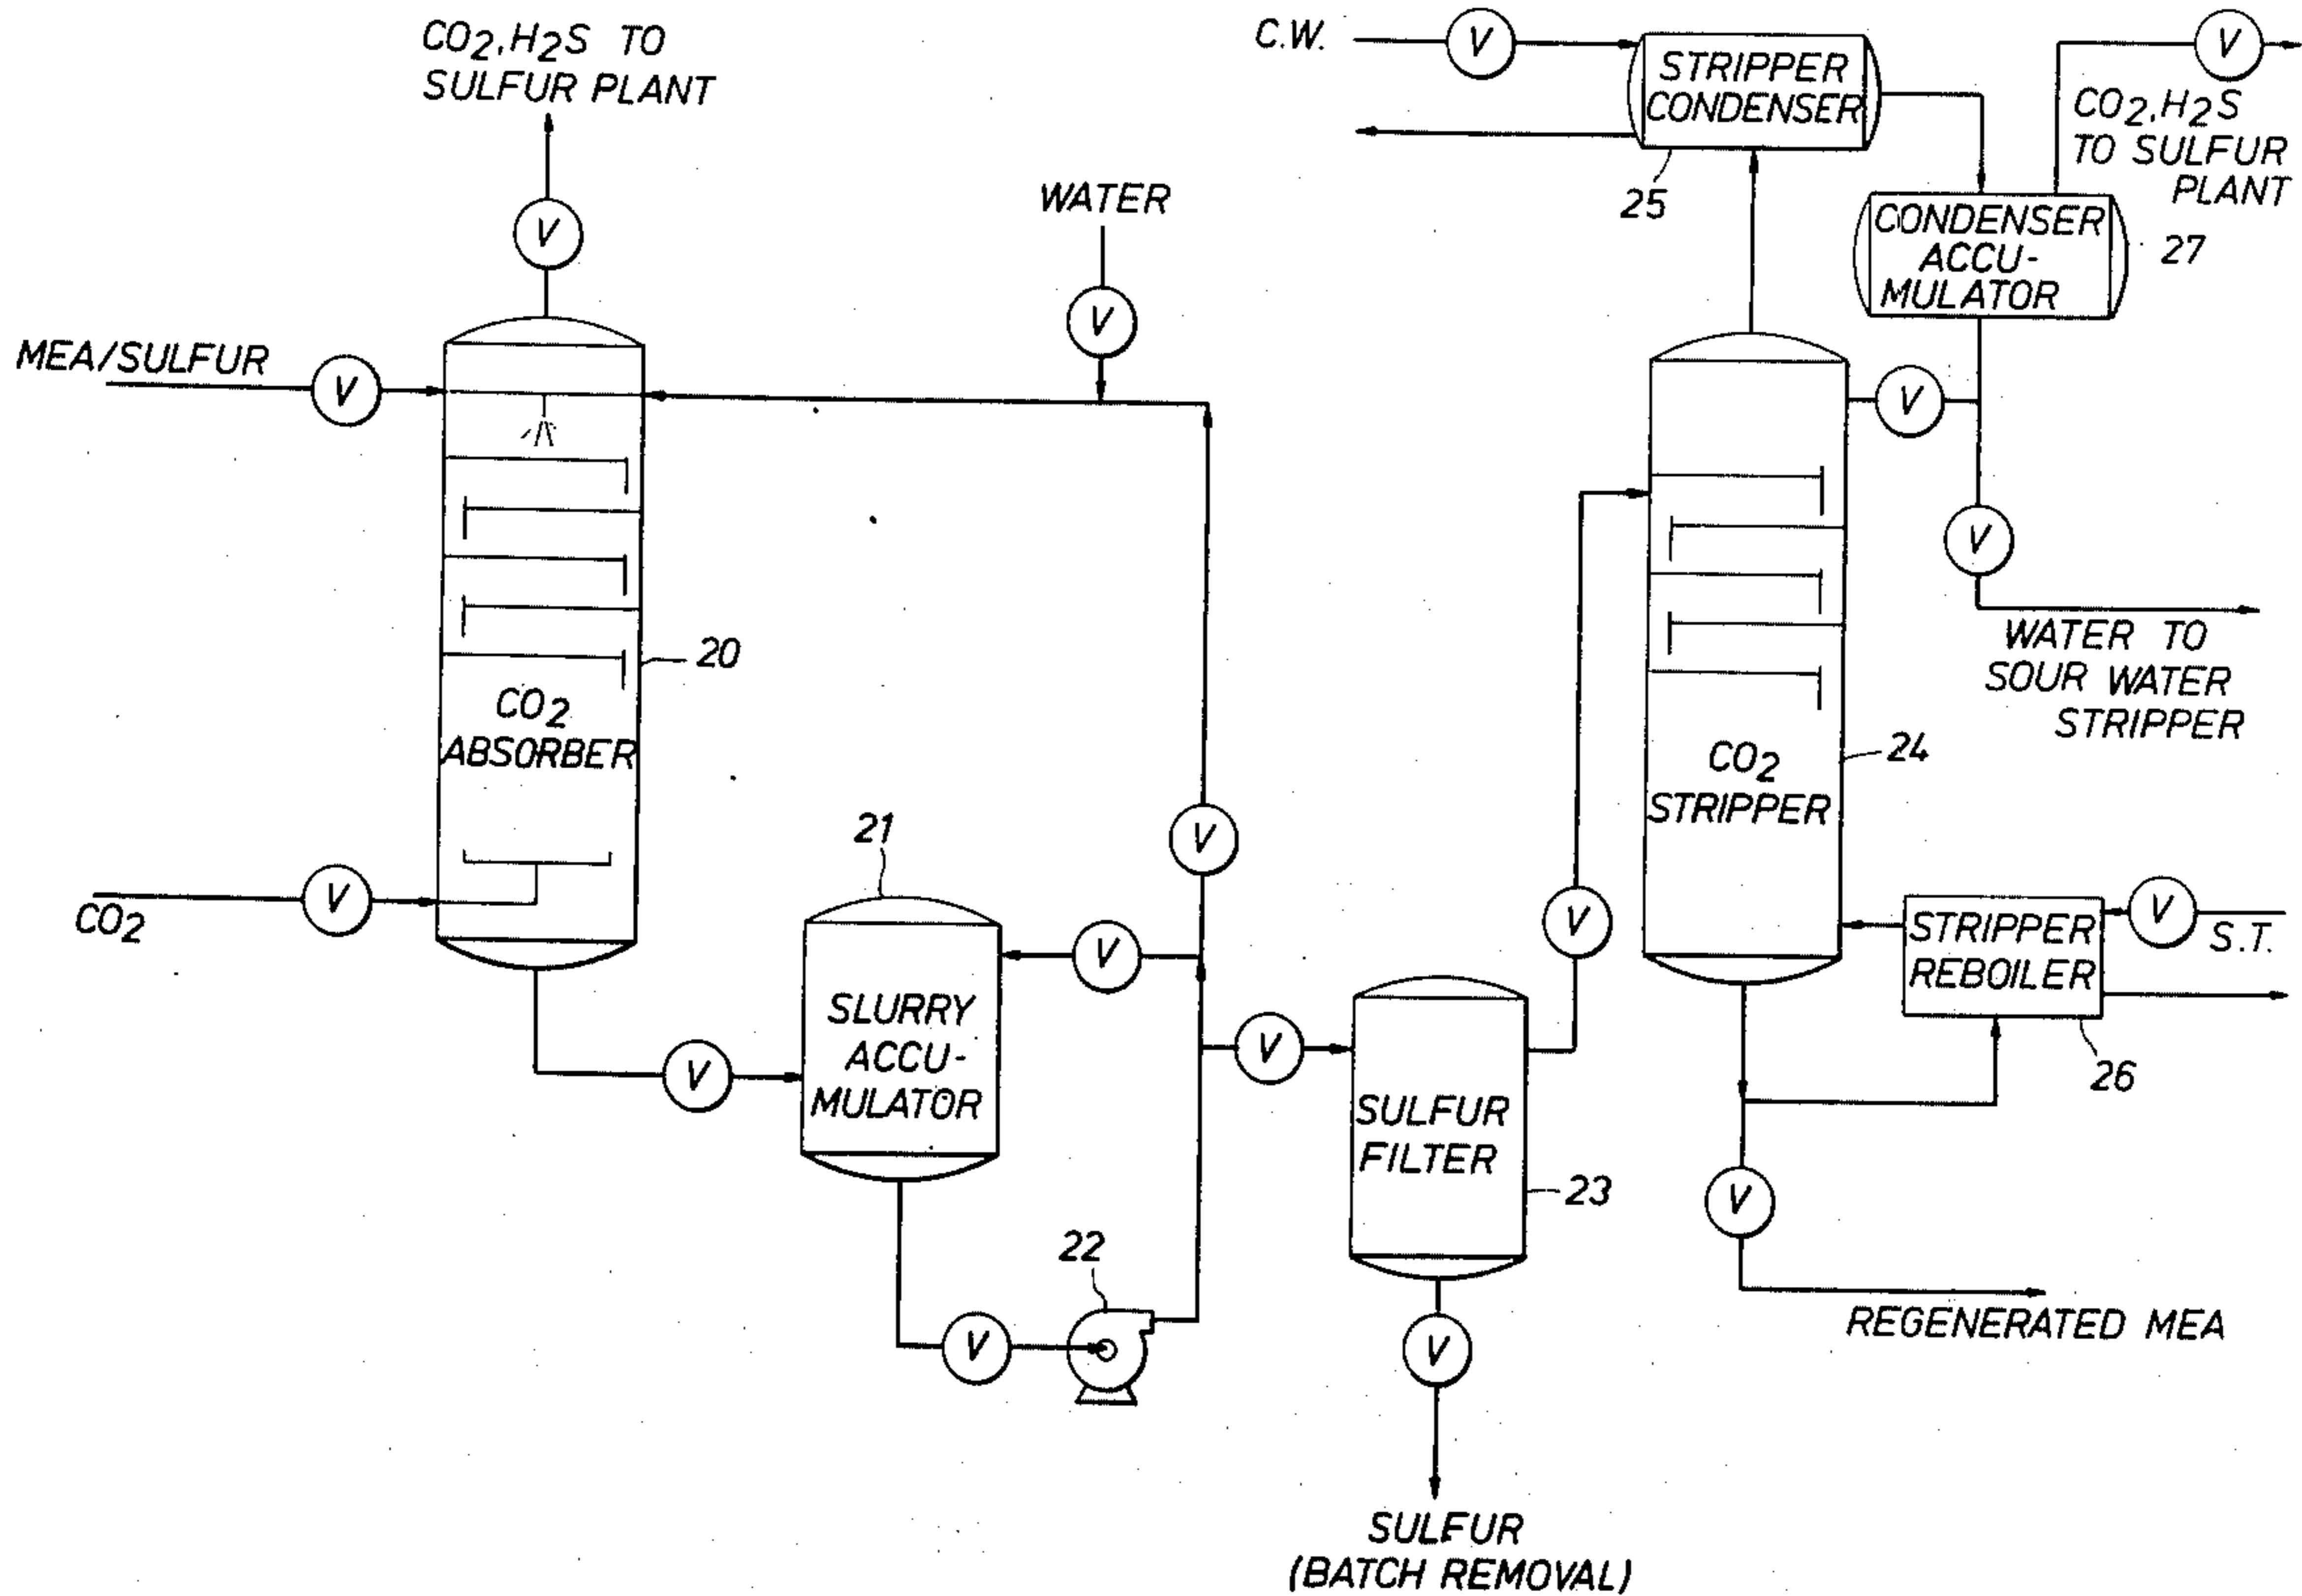 CO2,H2S TO
SULFUR PLANT
V
MEA/SULFUR
V
WATER
V
20
CO2
ABSORBER
CO2
V
V
21
SLURRY
ACCU-
MULATOR
V
V
22
V
V
SULFUR
FILTER
23
V
SULFUR
(BATCH REMOVAL)
V
C.W.
V
STRIPPER
CONDENSER
25
V
CO2,H2S
TO SULFUR
PLANT
CONDENSER
ACCU-
MULATOR
27
V
V
WATER TO
SOUR WATER
STRIPPER
CO2
STRIPPER
24
STRIPPER
REBOILER
V
S.T.
26
V
REGENERATED MEA